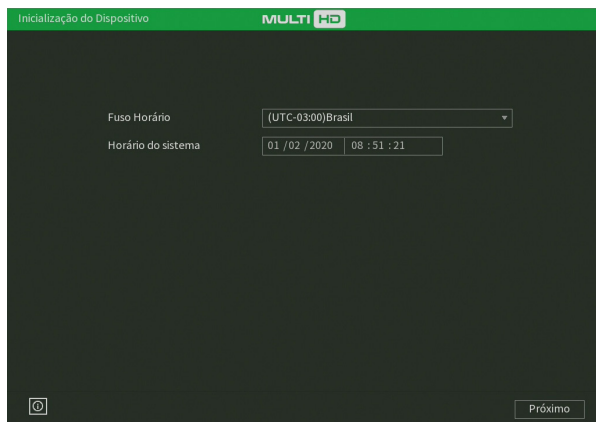 Inicialização do Dispositivo MULTI HD
Fuso Horário (UTC-03:00)Brasil
Horário do sistema 01 /02 /2020 08 : 51 : 21
Próximo